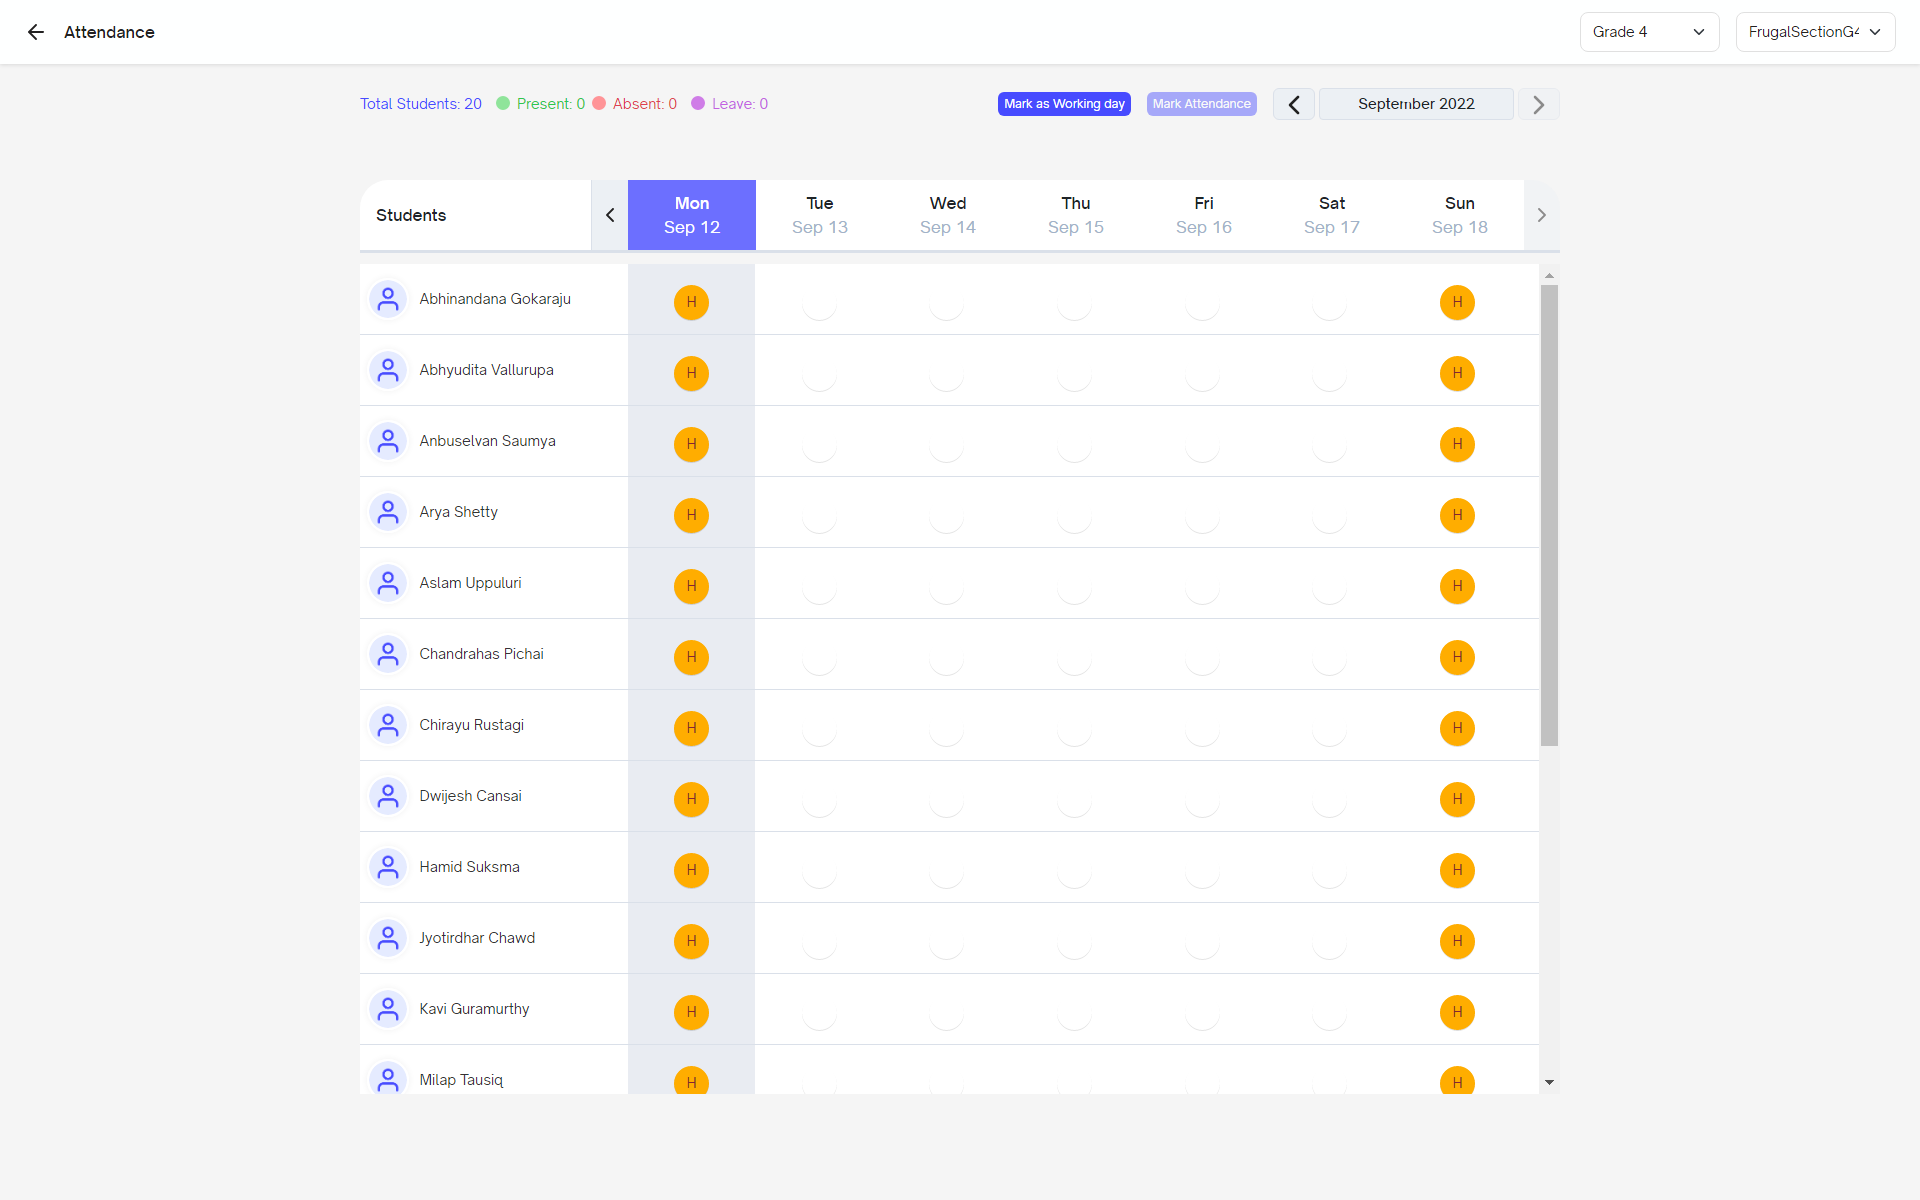 Attendance
Grade 4
FrugalSectionG4
Total Students: 20 Present: 0 Absent: 0 Leave: 0
Mark as Working day
Mark Attendance
September 2022
Students
Mon Tue Wed Thu Fri Sat Sun
Sep 12 Sep 13 Sep 14 Sep 15 Sep 16 Sep 17 Sep 18
Abhinandana Gokaraju H H
Abhyudita Vallurupa H H
Anbuselvan Saumya H H
Arya Shetty H H
Aslam Uppuluri H H
Chandrahas Pichai H H
Chirayu Rustagi H H
Dwijesh Cansai H H
Hamid Suksma H H
Jyotirdhar Chawd H H
Kavi Guramurthy H H
Milap Tausiq H H